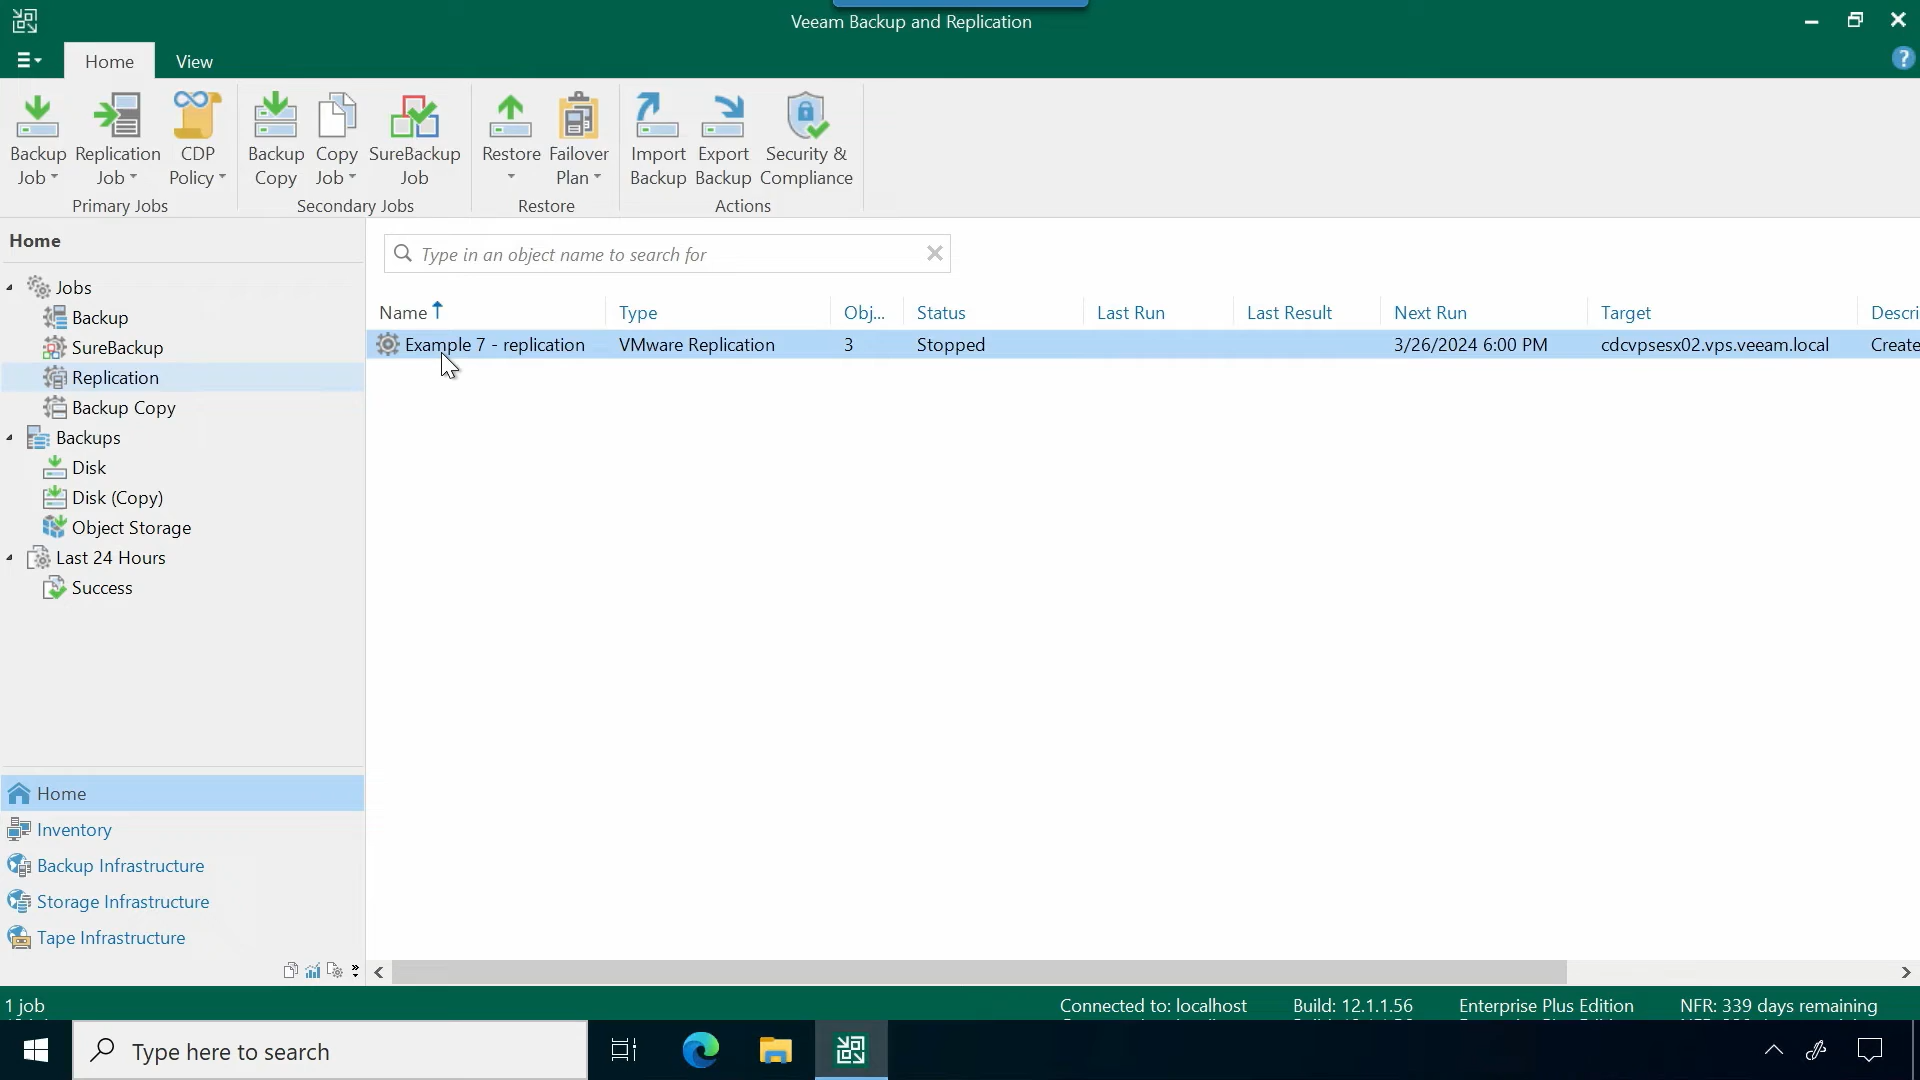 Veeam Backup and Replication
Home View
Backup Job
Replication Job
CDP Policy
Backup Copy
Copy Job
SureBackup Job
Restore
Failover Plan
Import Backup
Export Backup
Security & Compliance
Primary Jobs Secondary Jobs Restore Actions
Home
Type in an object name to search for
Jobs
Backup
SureBackup
Replication
Backup Copy
Backups
Disk
Disk (Copy)
Object Storage
Last 24 Hours
Success
Name Type Obj... Status Last Run Last Result Next Run Target Descri
Example 7 - replication VMware Replication 3 Stopped 3/26/2024 6:00 PM cdcvpsesx02.vps.veeam.local Create
Home
Inventory
Backup Infrastructure
Storage Infrastructure
Tape Infrastructure
1 job Connected to: localhost Build: 12.1.1.56 Enterprise Plus Edition NFR: 339 days remaining
Type here to search